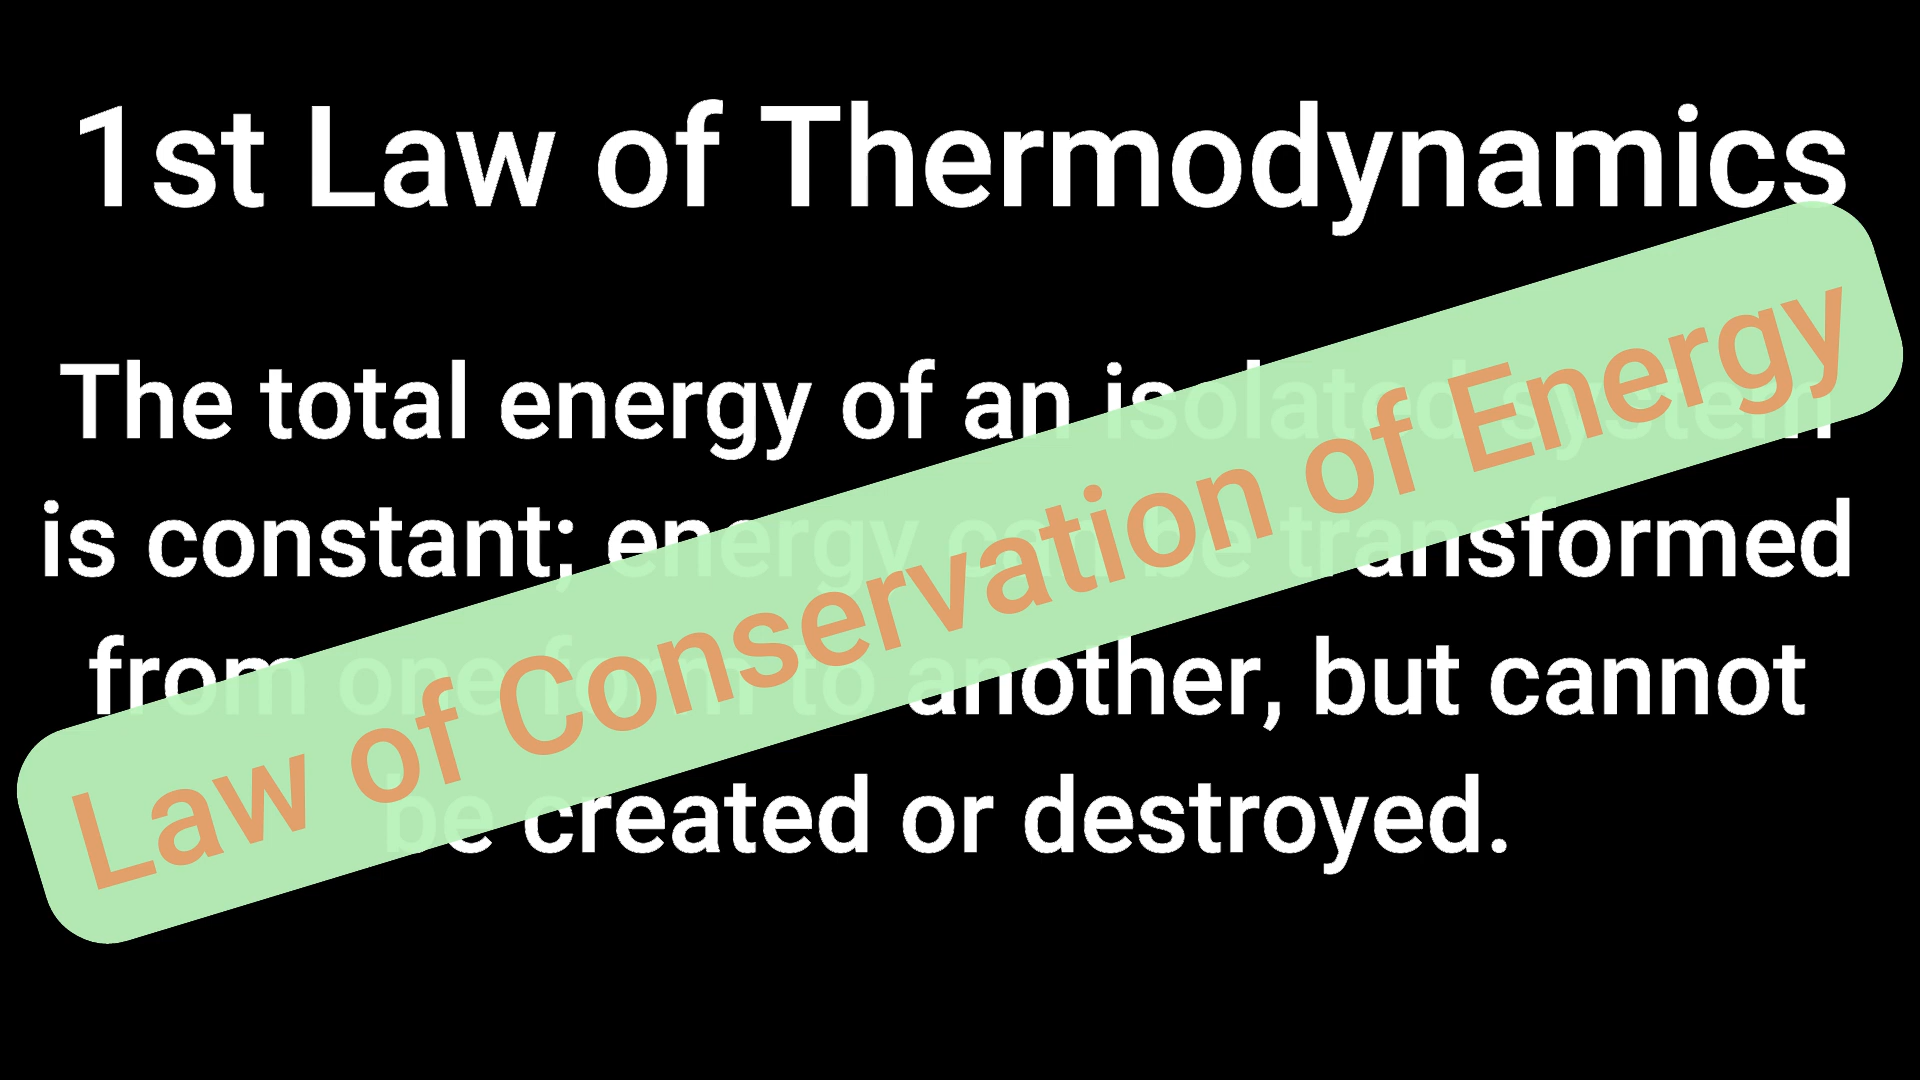 1st Law of Thermodynamics
The total energy of an isolated system
is constant; energy can be transformed
from one form to another, but cannot
be created or destroyed.
Law of Conservation of Energy